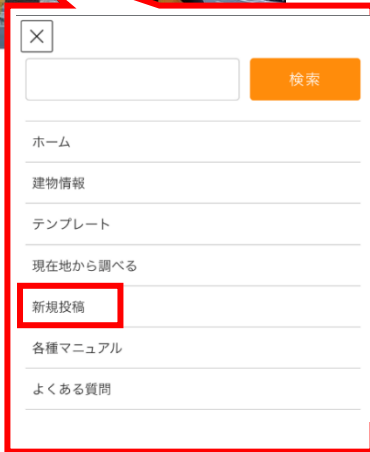 検索
ホーム
建物情報
テンプレート
現在地から調べる
新規投稿
各種マニュアル
よくある質問